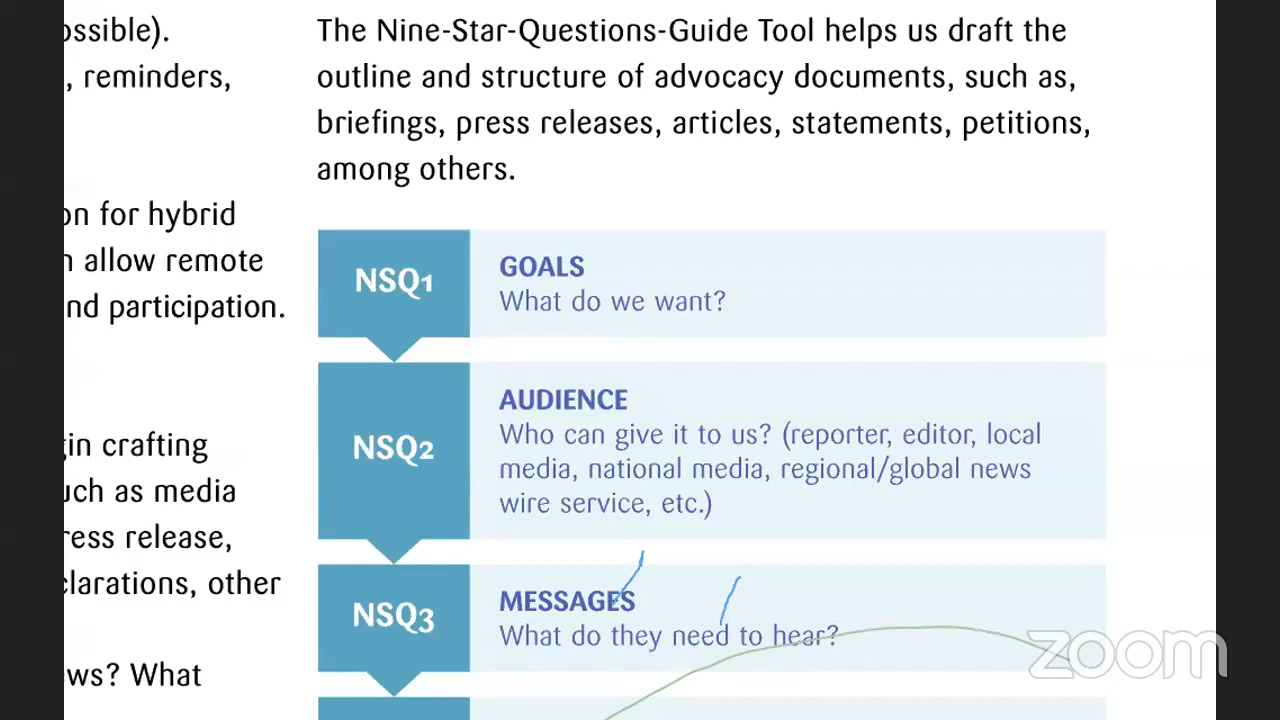 ossible).
, reminders,
on for hybrid
allow remote
nd participation.
in crafting
uch as media
ress release,
clarations, other
ews? What
The Nine-Star-Questions-Guide Tool helps us draft the
outline and structure of advocacy documents, such as,
briefings, press releases, articles, statements, petitions,
among others.
NSQ1
GOALS
What do we want?
NSQ2
AUDIENCE
Who can give it to us? (reporter, editor, local
media, national media, regional/global news
wire service, etc.)
NSQ3
MESSAGES
What do they need to hear?
zoom